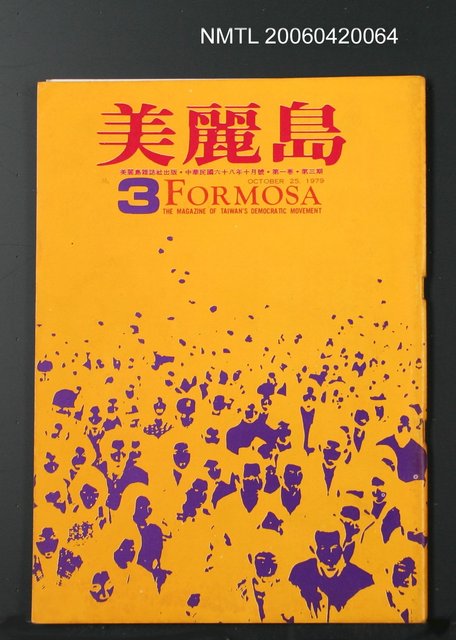 NMTL 20060420064
美麗島
美麗島雜誌社出版・中華民國六十八年十月號・第一卷・第三期
OCTOBER 25, 1979
3 FORMOSA
THE MAGAZINE OF TAIWAN'S DEMOCRATIC MOVEMENT